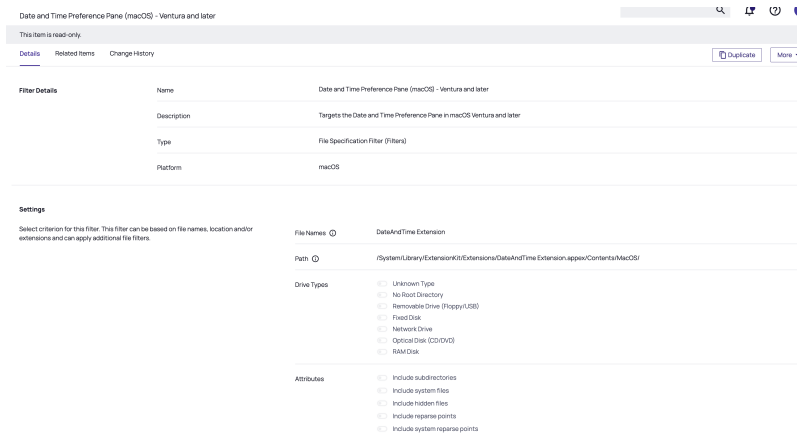 Date and Time Preference Pane (macOS) - Ventura and later
This item is read-only.
Details Related Items Change History
Duplicate More
Filter Details
Name Date and Time Preference Pane (macOS) - Ventura and later
Description Targets the Date and Time Preference Pane in macOS Ventura and later
Type File Specification Filter (Filters)
Platform macOS
Settings
Select criterion for this filter. This filter can be based on file names, location and/or
extensions and can apply additional file filters.
File Names DateAndTime Extension
Path /System/Library/ExtensionKit/Extensions/DateAndTime Extension.appex/Contents/MacOS/
Drive Types Unknown Type
No Root Directory
Removable Drive (Floppy/USB)
Fixed Disk
Network Drive
Optical Disk (CD/DVD)
RAM Disk
Attributes Include subdirectories
Include system files
Include hidden files
Include reparse points
Include system reparse points